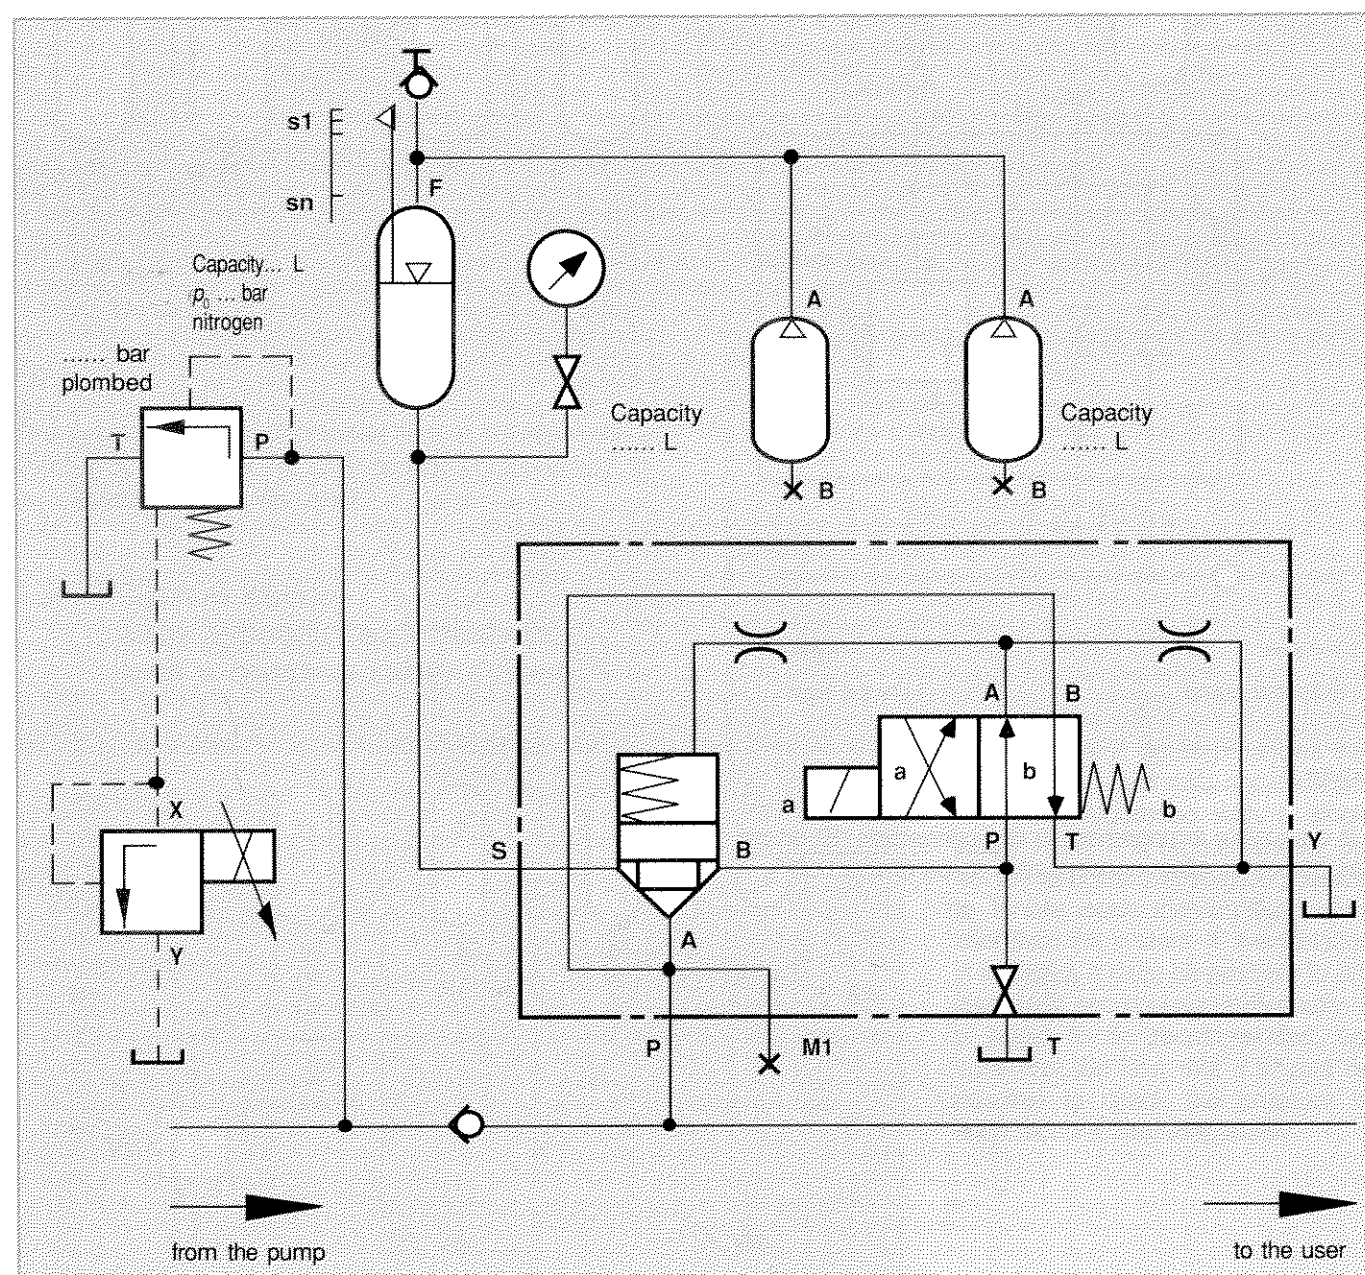 s1
F
sn
Capacity... L
p0 ... bar
nitrogen
...... bar
plombed
T
P
A
A
Capacity
...... L
Capacity
...... L
B
B
A
B
a
b
a
b
X
S
B
P
T
Y
A
Y
P
M1
T
from the pump
to the user